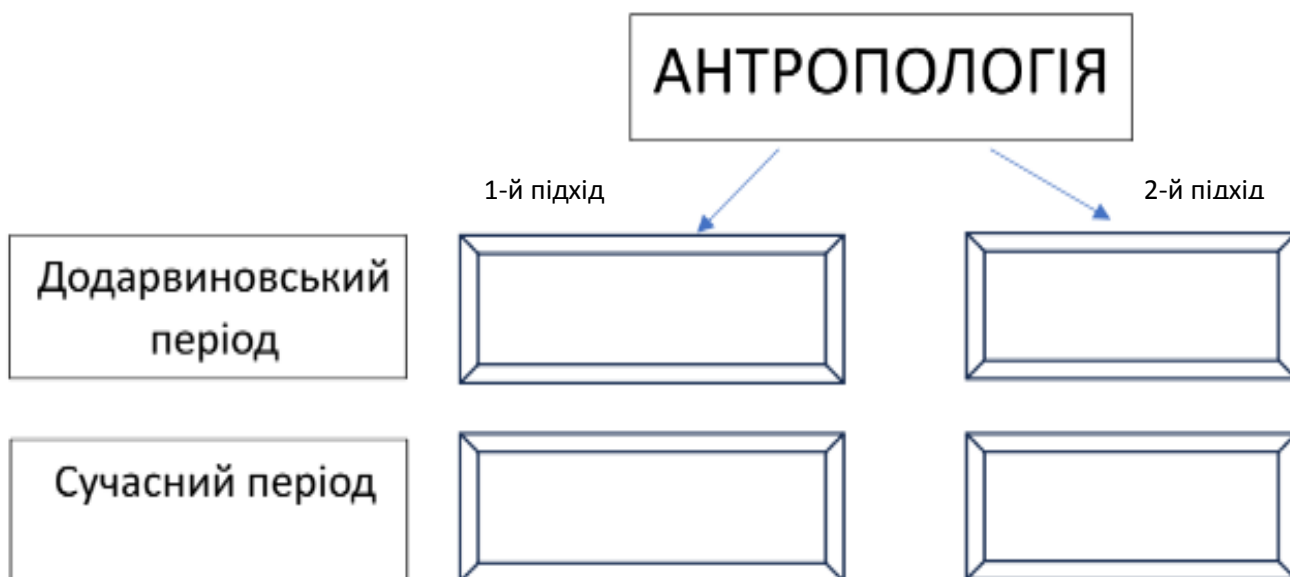 АНТРОПОЛОГІЯ
1-й підхід
2-й підхід
Додарвиновський
період
Сучасний період